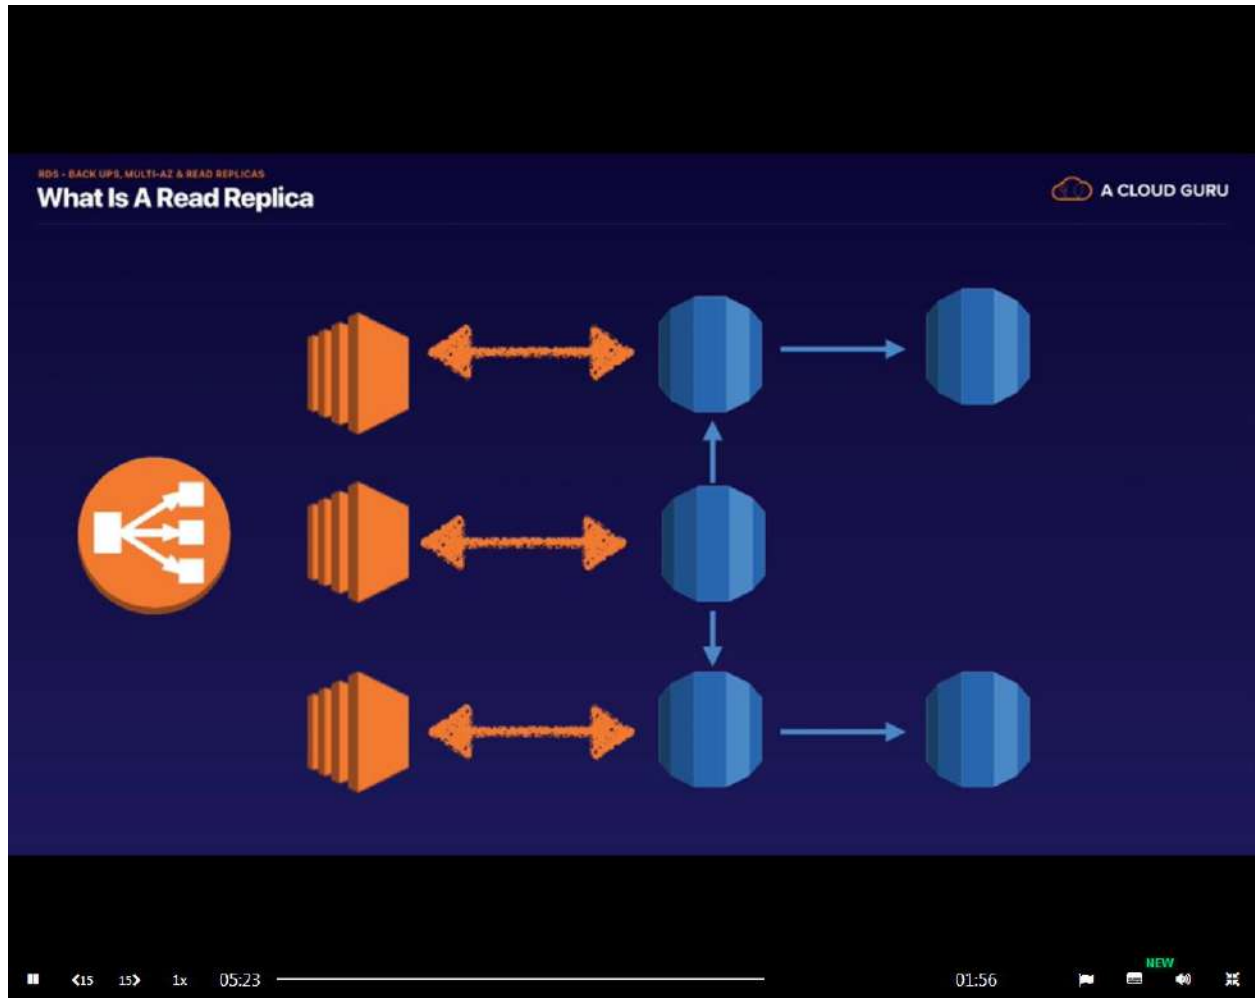 RDS - BACK UPS, MULTI-AZ & READ REPLICAS
What Is A Read Replica
A CLOUD GURU
NEW
15
15
1x
05:23
01:56